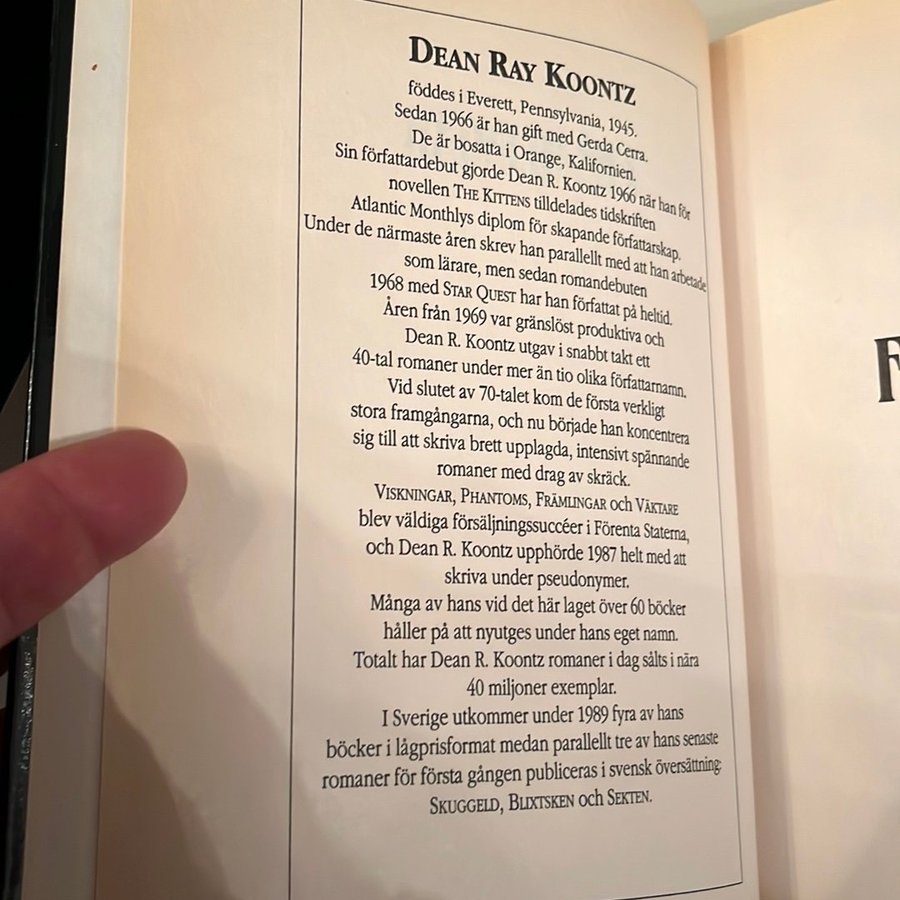 DEAN RAY KOONTZ
föddes i Everett, Pennsylvania, 1945.
Sedan 1966 är han gift med Gerda Cerra.
De är bosatta i Orange, Kalifornien.
Sin författardebut gjorde Dean R. Koontz 1966 när han för
novellen THE KITTENS tilldelades tidskriften
Atlantic Monthlys diplom för skapande författarskap.
Under de närmaste åren skrev han parallellt med att han arbetade
som lärare, men sedan romandebuten
1968 med STAR QUEST har han författat på heltid.
Åren från 1969 var gränslöst produktiva och
Dean R. Koontz utgav i snabbt takt ett
40-tal romaner under mer än tio olika författarnamn.
Vid slutet av 70-talet kom de första verkligt
stora framgångarna, och nu började han koncentrera
sig till att skriva brett upplagda, intensivt spännande
romaner med drag av skräck.
VISKNINGAR, PHANTOMS, FRÄMLINGAR och VÄKTARE
blev väldiga försäljningssuccéer i Förenta Staterna,
och Dean R. Koontz upphörde 1987 helt med att
skriva under pseudonymer.
Många av hans vid det här laget över 60 böcker
håller på att nyutges under hans eget namn.
Totalt har Dean R. Koontz romaner i dag sålts i nära
40 miljoner exemplar.
I Sverige utkommer under 1989 fyra av hans
böcker i lågprisformat medan parallellt tre av hans senaste
romaner för första gången publiceras i svensk översättning:
SKUGGELD, BLIXTSKEN och SEKTEN.